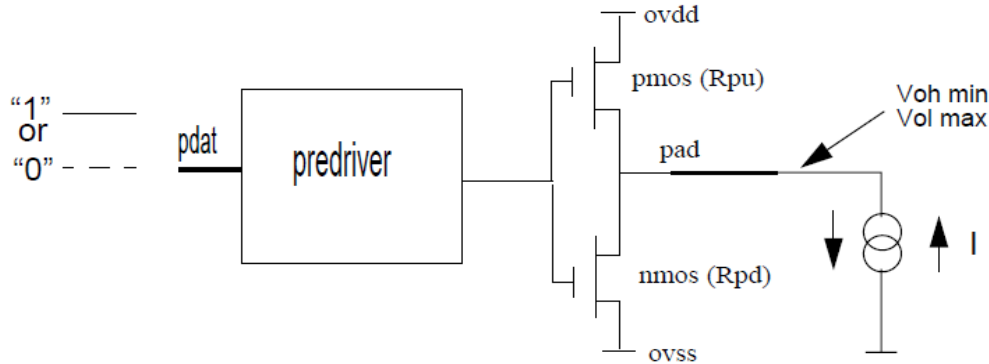 ovdd
pmos (Rpu)
Voh min
Vol max
“1”
or
“0”
pdat
predriver
pad
nmos (Rpd)
I
ovss